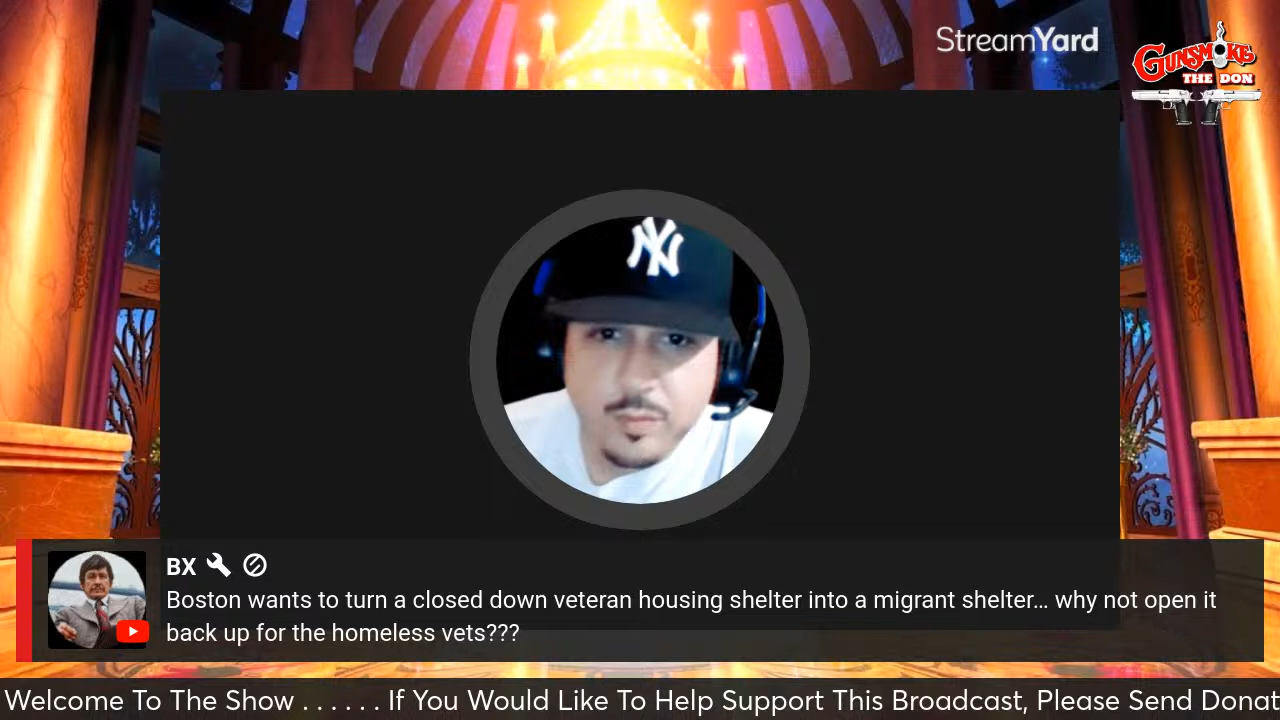 StreamYard
GUNSMOKE
THE DON
NY
BX
Boston wants to turn a closed down veteran housing shelter into a migrant shelter... why not open it
back up for the homeless vets???
Welcome To The Show . . . . . . If You Would Like To Help Support This Broadcast, Please Send Donat